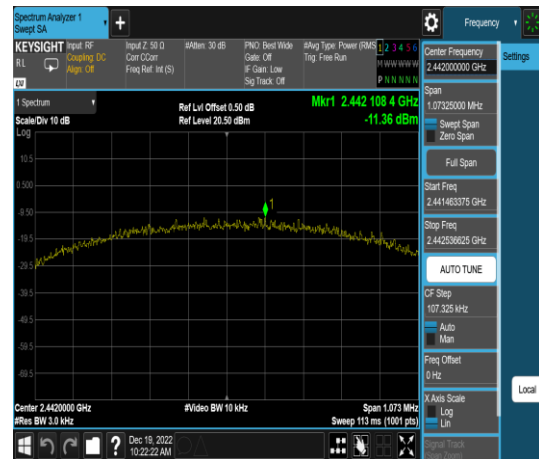 Spectrum Analyzer 1
Swept SA
+
Frequency
KEYSIGHT Input: RF
RL Coupling: DC
Align: Off
Input Z: 50 Ω
Corr CCorr
Freq Ref: Int (S)
#Atten: 30 dB
PNO: Best Wide
Gate: Off
IF Gain: Low
Sig Track: Off
#Avg Type: Power (RMS
Trig: Free Run
1 2 3 4 5 6
M W W W W W
P N N N N N
LXI
1 Spectrum
Scale/Div 10 dB
Log
Ref Lvl Offset 0.50 dB
Ref Level 20.50 dBm
Mkr1 2.442 108 4 GHz
-11.36 dBm
10.5
0.500
-9.50
-19.5
-29.5
-39.5
-49.5
-59.5
-69.5
1
Center 2.4420000 GHz
#Res BW 3.0 kHz
#Video BW 10 kHz
Span 1.073 MHz
Sweep 113 ms (1001 pts)
Dec 19, 2022
10:22:22 AM
?
Center Frequency
2.442000000 GHz
Settings
Span
1.07325000 MHz
Swept Span
Zero Span
Full Span
Start Freq
2.441463375 GHz
Stop Freq
2.442536625 GHz
AUTO TUNE
CF Step
107.325 kHz
Auto
Man
Freq Offset
0 Hz
X Axis Scale
Log
Lin
Local
Signal Track
(Span Zoom)